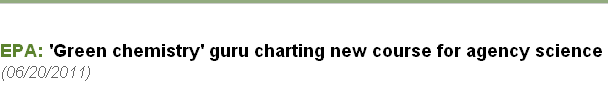 EPA: 'Green chemistry' guru charting new course for agency science
(06/20/2011)